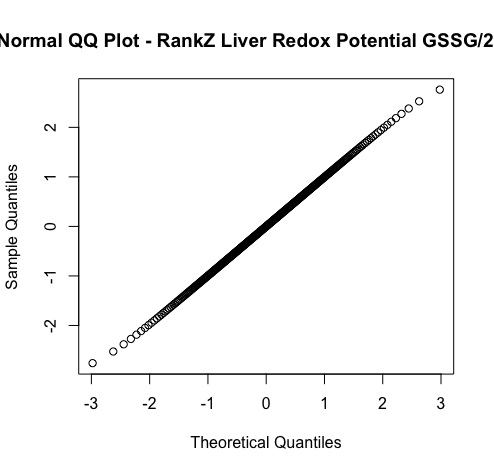 Normal QQ Plot - RankZ Liver Redox Potential GSSG/2
Sample Quantiles
2
1
0
-1
-2
-3 -2 -1 0 1 2 3
Theoretical Quantiles